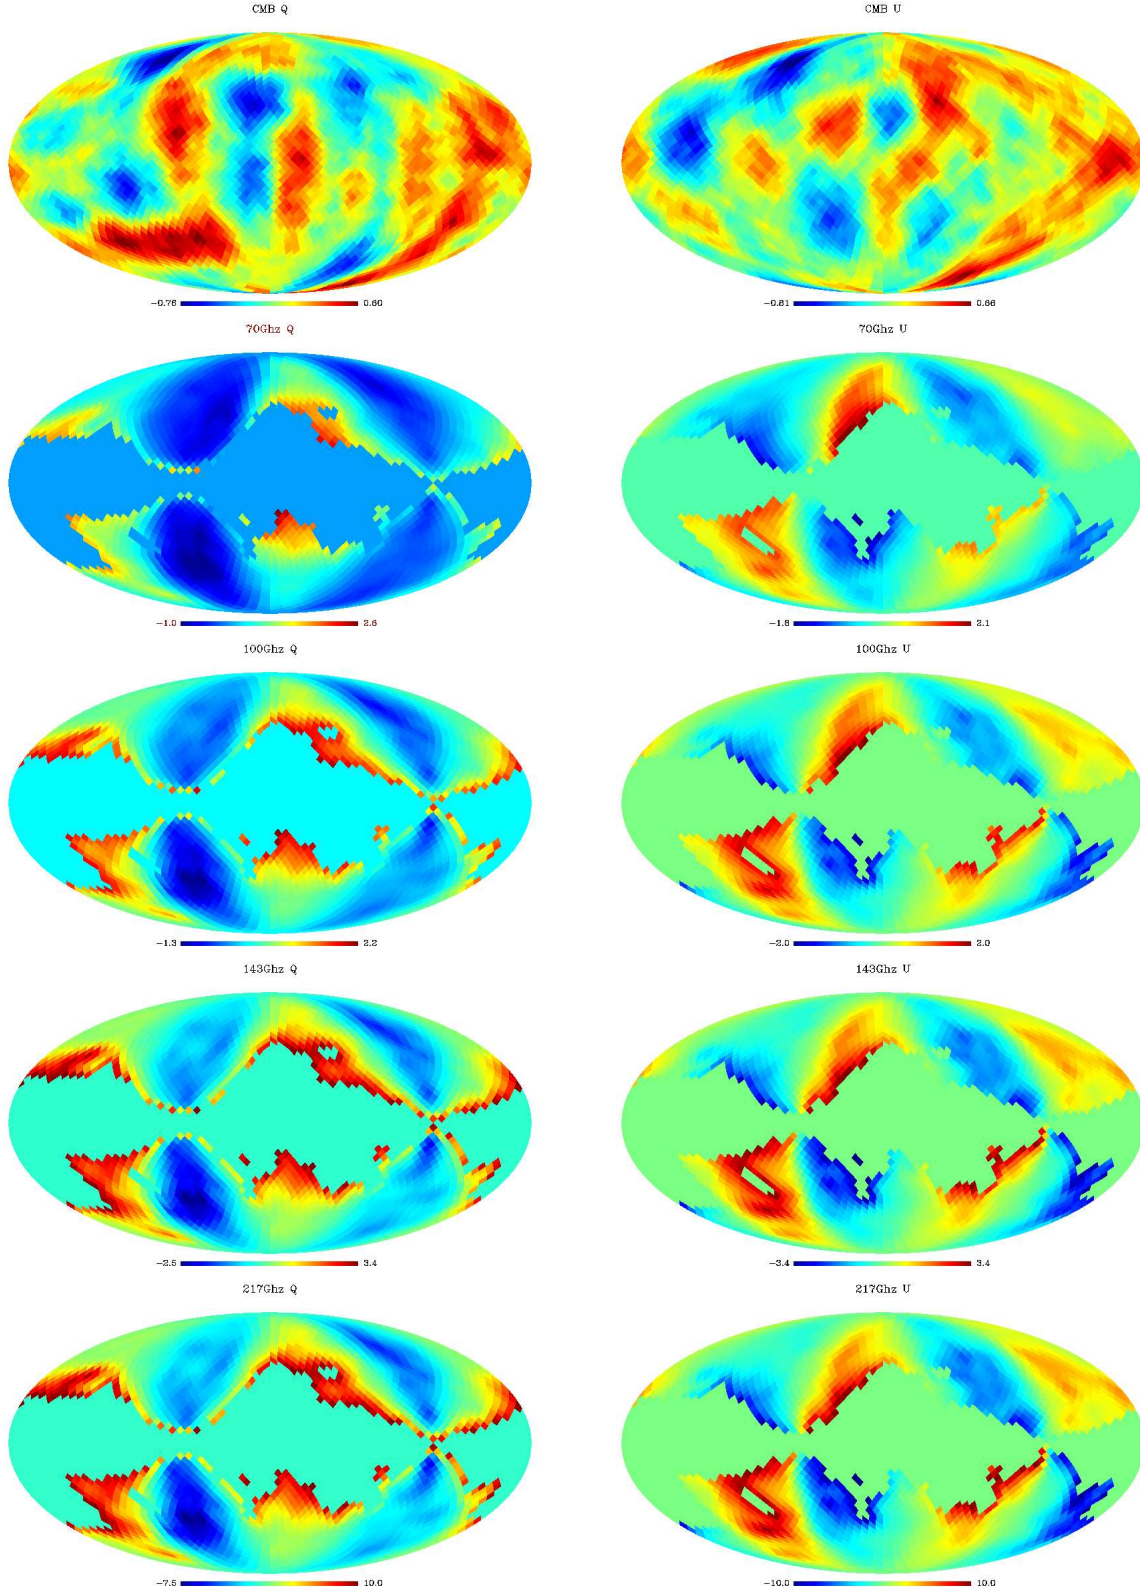 CMB Q
CMB U
-0.76 0.60
-0.81 0.66
70Ghz Q
70Ghz U
-1.0 2.6
-1.8 2.1
100Ghz Q
100Ghz U
-1.3 2.2
-2.0 2.0
143Ghz Q
143Ghz U
-2.5 3.4
-3.4 3.4
217Ghz Q
217Ghz U
-7.5 10.0
-10.0 10.0